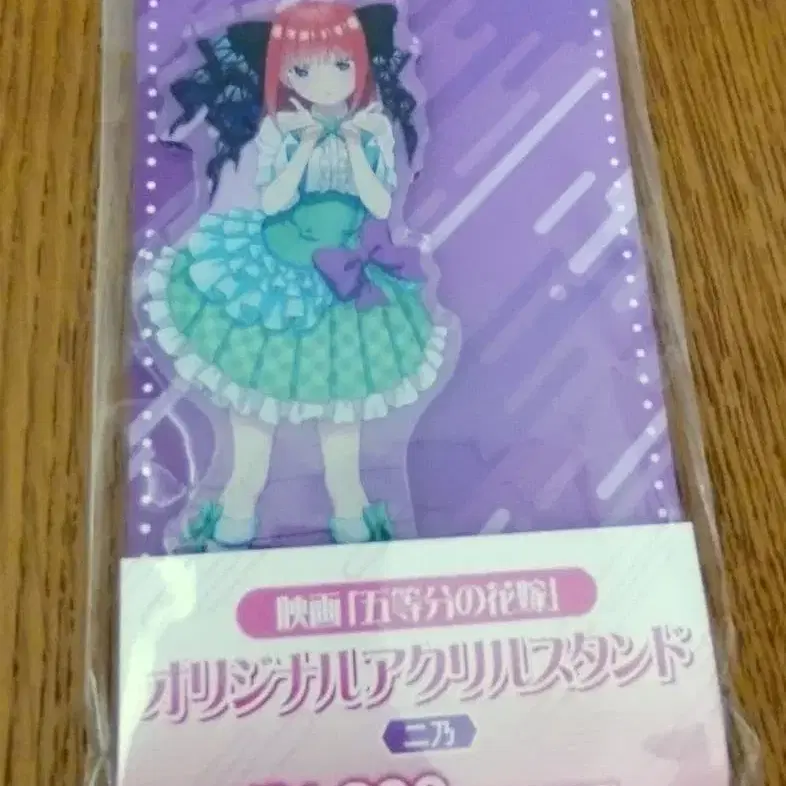 映画「五等分の花嫁」
オリジナルアクリルスタンド
二乃